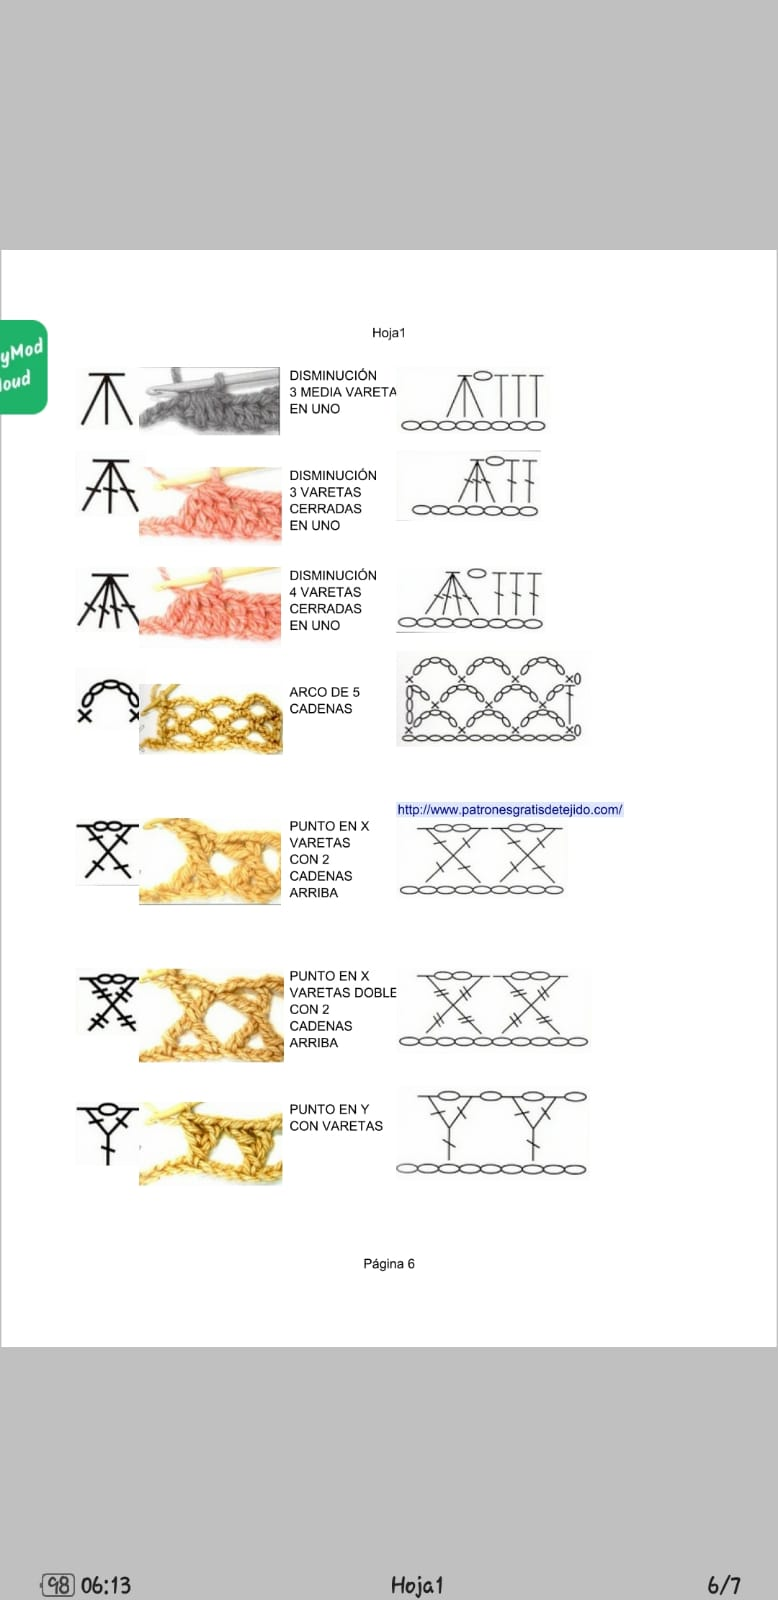 Hoja1
yMod
loud
DISMINUCIÓN
3 MEDIA VARETA
EN UNO
DISMINUCIÓN
3 VARETAS
CERRADAS
EN UNO
DISMINUCIÓN
4 VARETAS
CERRADAS
EN UNO
ARCO DE 5
CADENAS
http://www.patronesgratisdetejido.com/
PUNTO EN X
VARETAS
CON 2
CADENAS
ARRIBA
PUNTO EN X
VARETAS DOBLE
CON 2
CADENAS
ARRIBA
PUNTO EN Y
CON VARETAS
Página 6
98 06:13
Hoja1
6/7